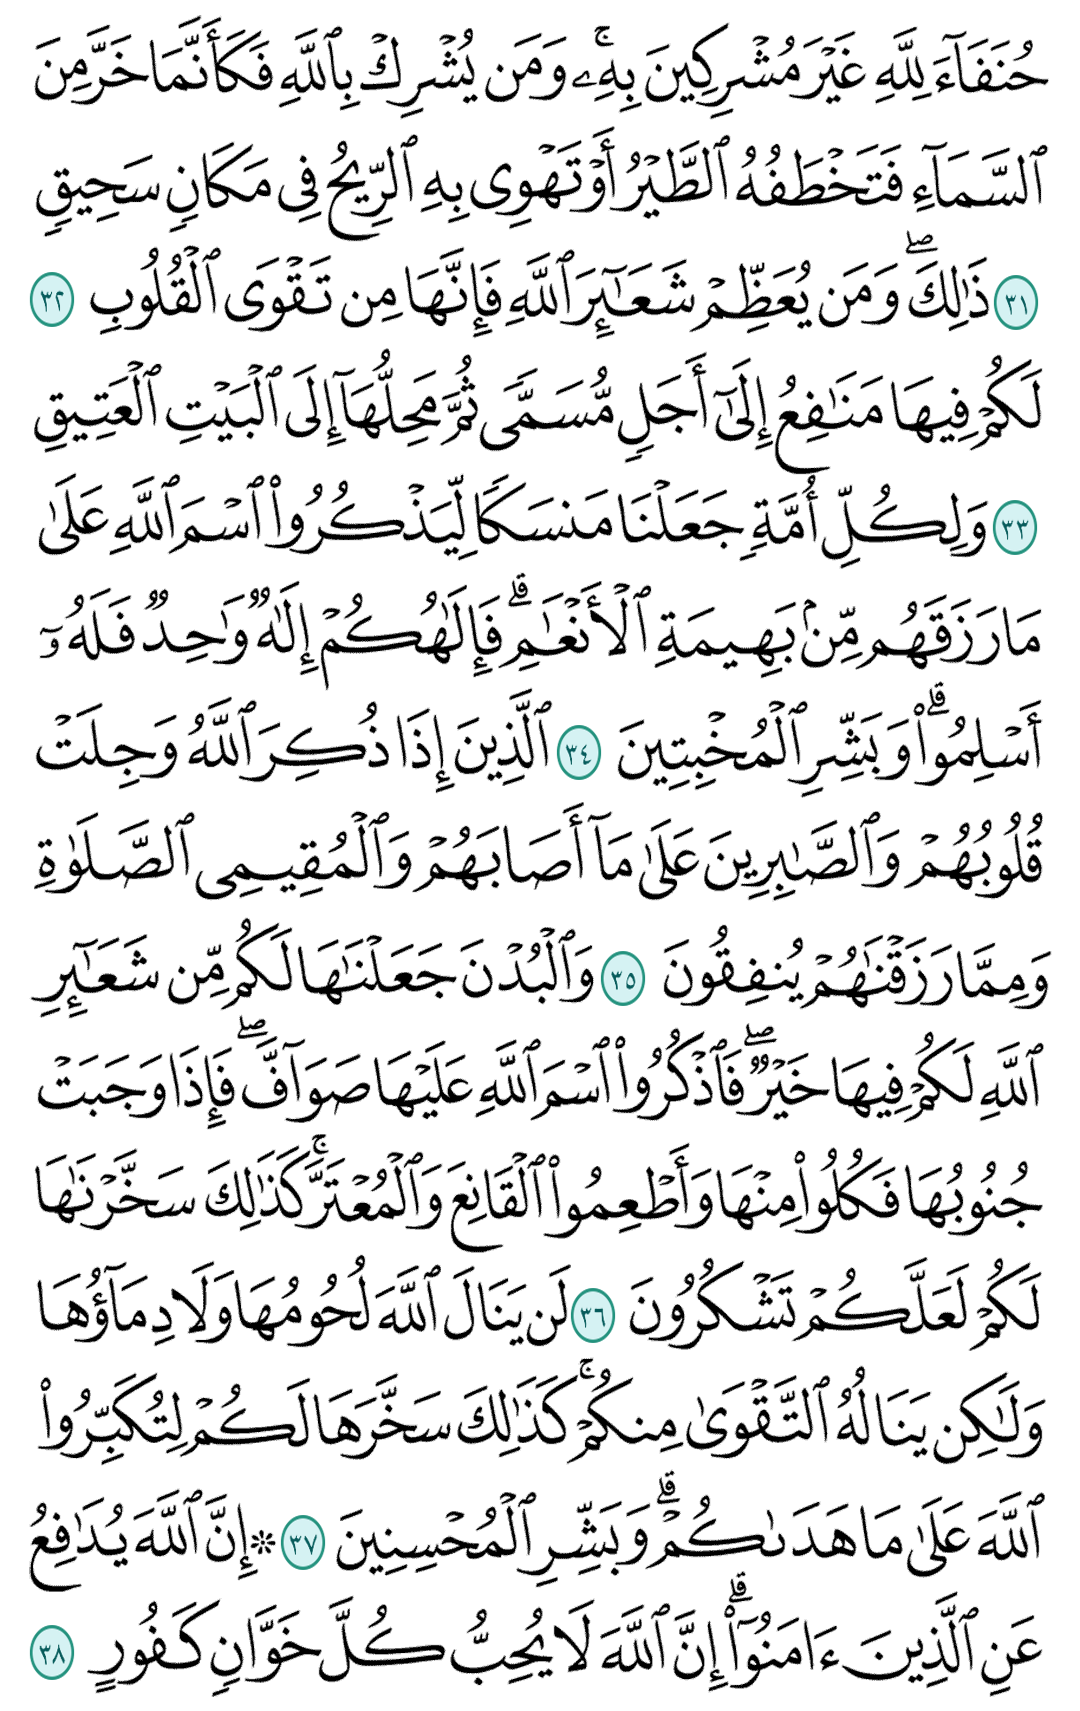 حُنَفَآءَ لِلَّهِ غَيۡرَ مُشۡرِكِينَ بِهِۦۚ وَمَن يُشۡرِكۡ بِٱللَّهِ فَكَأَنَّمَا خَرَّ مِنَ
ٱلسَّمَآءِ فَتَخۡطَفُهُ ٱلطَّيۡرُ أَوۡ تَهۡوِي بِهِ ٱلرِّيحُ فِي مَكَانٖ سَحِيقٖ
٣١ ذَٰلِكَۖ وَمَن يُعَظِّمۡ شَعَٰٓئِرَ ٱللَّهِ فَإِنَّهَا مِن تَقۡوَى ٱلۡقُلُوبِ ٣٢
لَكُمۡ فِيهَا مَنَٰفِعُ إِلَىٰٓ أَجَلٖ مُّسَمّٗى ثُمَّ مَحِلُّهَآ إِلَى ٱلۡبَيۡتِ ٱلۡعَتِيقِ
٣٣ وَلِكُلِّ أُمَّةٖ جَعَلۡنَا مَنسَكٗا لِّيَذۡكُرُواْ ٱسۡمَ ٱللَّهِ عَلَىٰ
مَا رَزَقَهُم مِّنۢ بَهِيمَةِ ٱلۡأَنۡعَٰمِۗ فَإِلَٰهُكُمۡ إِلَٰهٞ وَٰحِدٞ فَلَهُۥٓ
أَسۡلِمُواْۗ وَبَشِّرِ ٱلۡمُخۡبِتِينَ ٣٤ ٱلَّذِينَ إِذَا ذُكِرَ ٱللَّهُ وَجِلَتۡ
قُلُوبُهُمۡ وَٱلصَّٰبِرِينَ عَلَىٰ مَآ أَصَابَهُمۡ وَٱلۡمُقِيمِي ٱلصَّلَوٰةِ
وَمِمَّا رَزَقۡنَٰهُمۡ يُنفِقُونَ ٣٥ وَٱلۡبُدۡنَ جَعَلۡنَٰهَا لَكُم مِّن شَعَٰٓئِرِ
ٱللَّهِ لَكُمۡ فِيهَا خَيۡرٞۖ فَٱذۡكُرُواْ ٱسۡمَ ٱللَّهِ عَلَيۡهَا صَوَآفَّۖ فَإِذَا وَجَبَتۡ
جُنُوبُهَا فَكُلُواْ مِنۡهَا وَأَطۡعِمُواْ ٱلۡقَانِعَ وَٱلۡمُعۡتَرَّۚ كَذَٰلِكَ سَخَّرۡنَٰهَا
لَكُمۡ لَعَلَّكُمۡ تَشۡكُرُونَ ٣٦ لَن يَنَالَ ٱللَّهَ لُحُومُهَا وَلَا دِمَآؤُهَا
وَلَٰكِن يَنَالُهُ ٱلتَّقۡوَىٰ مِنكُمۡۚ كَذَٰلِكَ سَخَّرَهَا لَكُمۡ لِتُكَبِّرُواْ
ٱللَّهَ عَلَىٰ مَا هَدَىٰكُمۡۗ وَبَشِّرِ ٱلۡمُحۡسِنِينَ ٣٧ ۞ إِنَّ ٱللَّهَ يُدَٰفِعُ
عَنِ ٱلَّذِينَ ءَامَنُوٓاْۗ إِنَّ ٱللَّهَ لَا يُحِبُّ كُلَّ خَوَّانٖ كَفُورٍ ٣٨